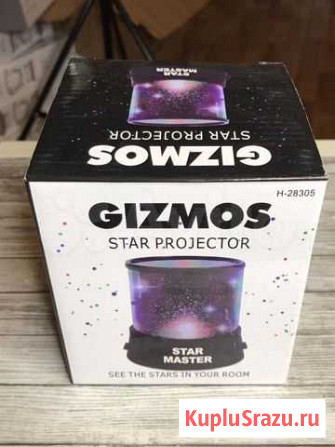 STAR
MASTER
STAR PROJECTOR
GIZMOS
H-28305
GIZMOS
STAR PROJECTOR
STAR
MASTER
SEE THE STARS IN YOUR ROOM
KupluSrazu.ru